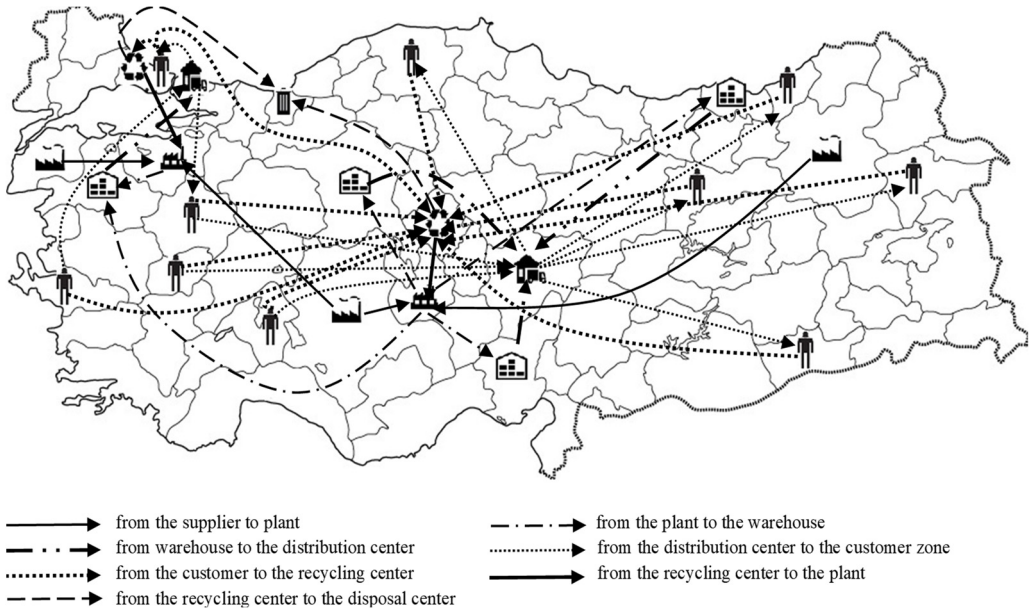 from the supplier to plant
from warehouse to the distribution center
from the customer to the recycling center
from the recycling center to the disposal center
from the plant to the warehouse
from the distribution center to the customer zone
from the recycling center to the plant